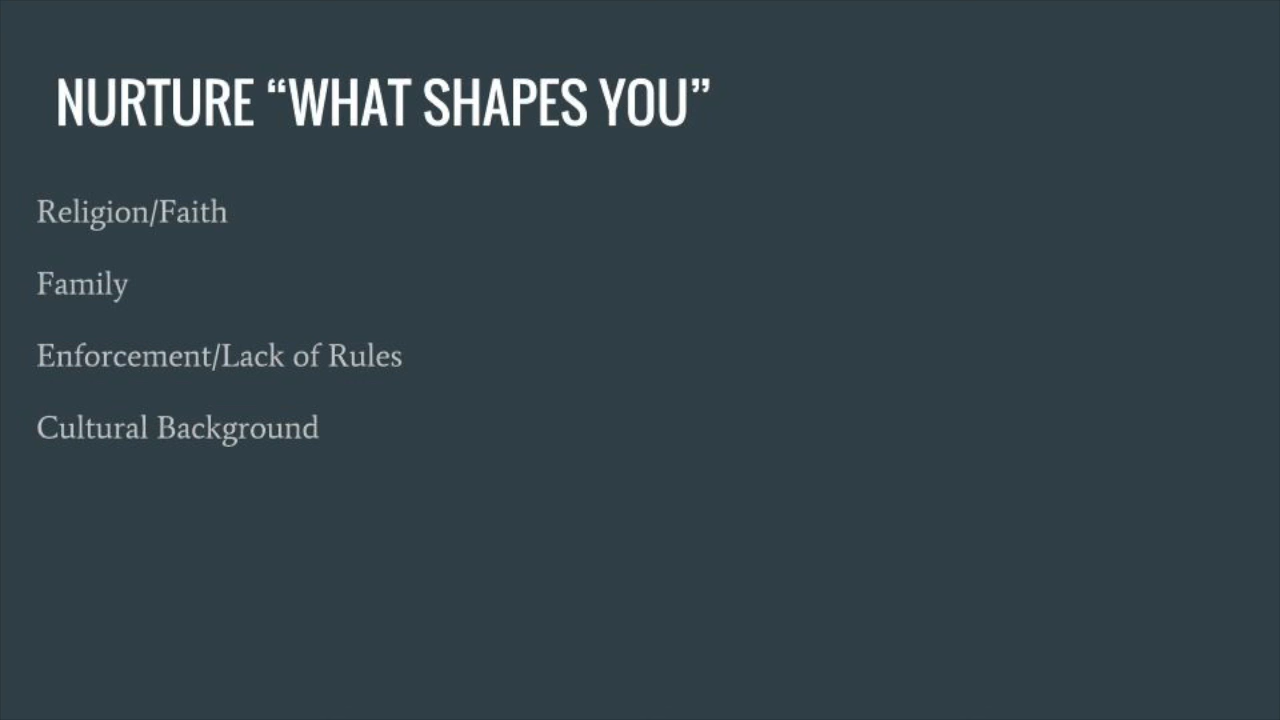 NURTURE “WHAT SHAPES YOU”
Religion/Faith
Family
Enforcement/Lack of Rules
Cultural Background